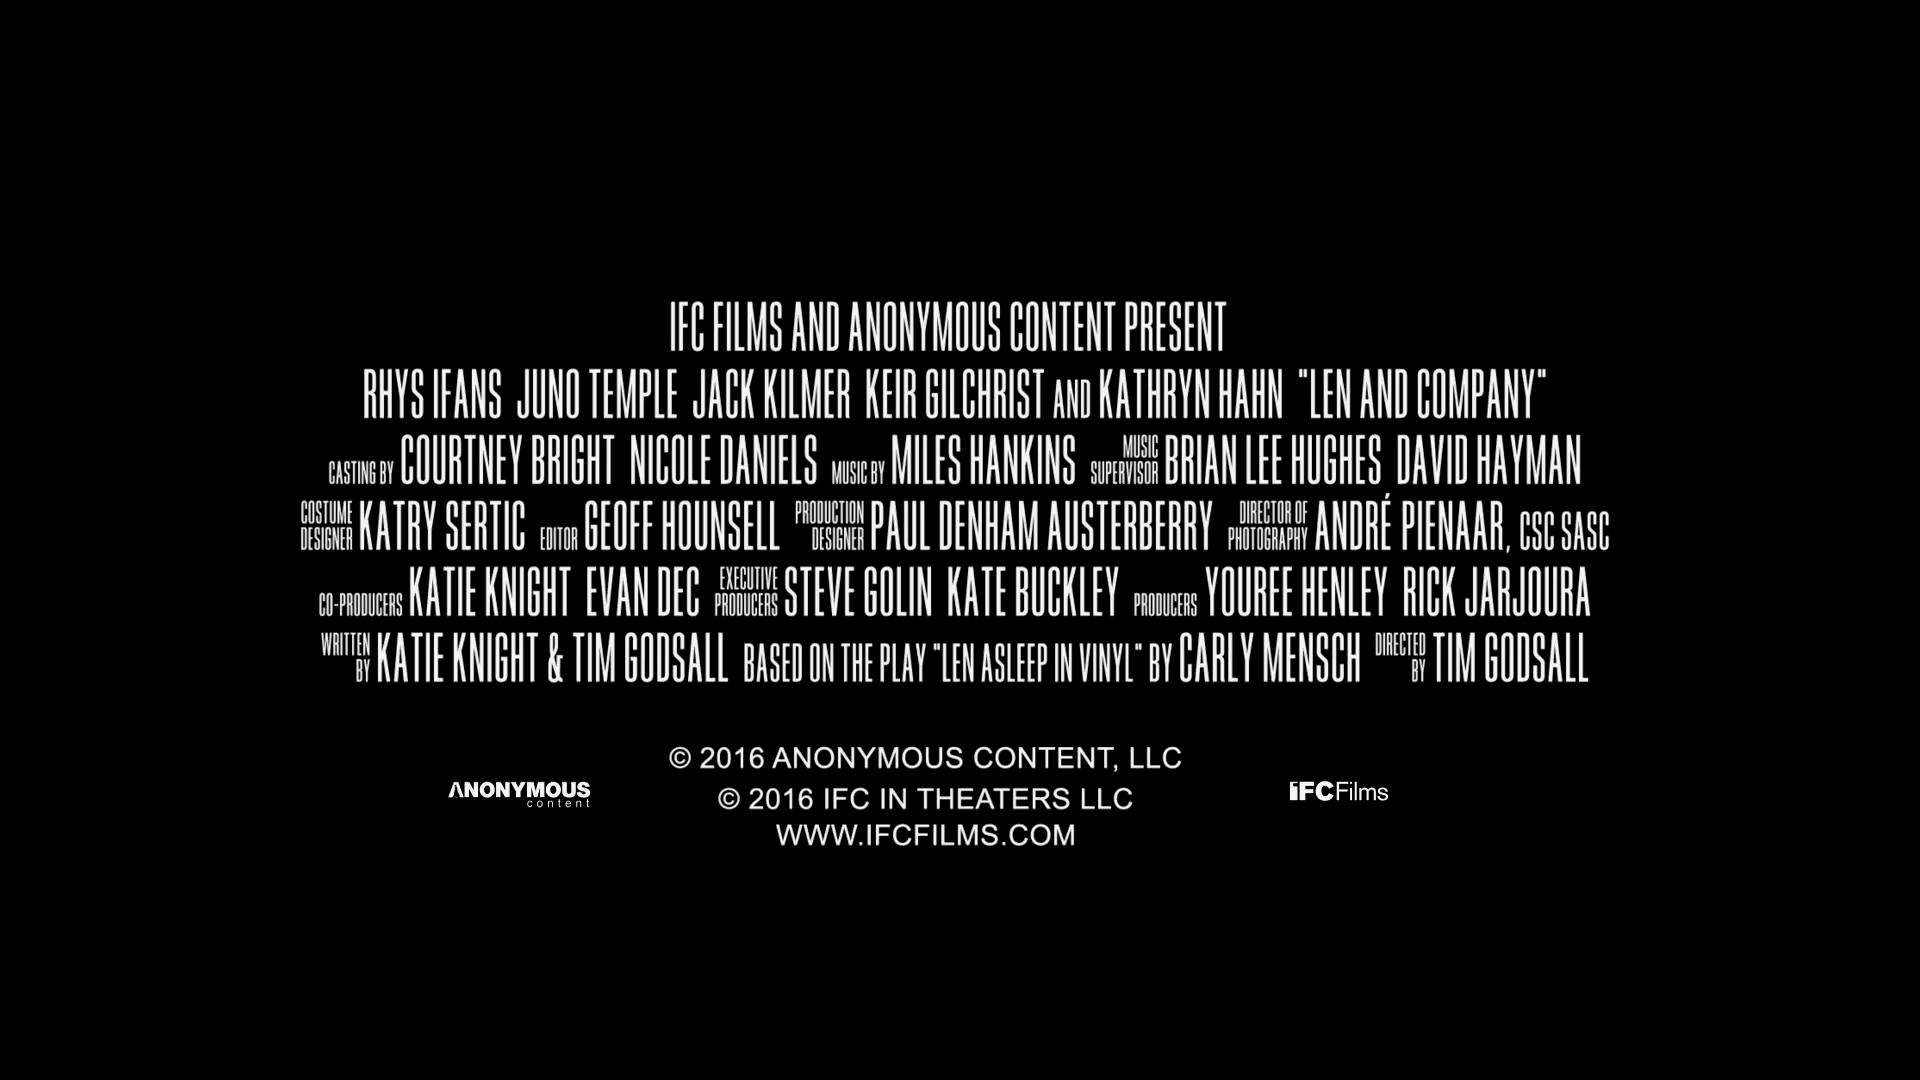 IFC FILMS AND ANONYMOUS CONTENT PRESENT
RHYS IFANS JUNO TEMPLE JACK KILMER KEIR GILCHRIST AND KATHRYN HAHN "LEN AND COMPANY"
CASTING BY COURTNEY BRIGHT NICOLE DANIELS MUSIC BY MILES HANKINS MUSIC SUPERVISOR BRIAN LEE HUGHES DAVID HAYMAN
COSTUME DESIGNER KATRY SERTIC EDITOR GEOFF HOUNSELL PRODUCTION DESIGNER PAUL DENHAM AUSTERBERRY DIRECTOR OF PHOTOGRAPHY ANDRÉ PIENAAR, CSC SASC
CO-PRODUCERS KATIE KNIGHT EVAN DEC EXECUTIVE PRODUCERS STEVE GOLIN KATE BUCKLEY PRODUCERS YOUREE HENLEY RICK JARJOURA
WRITTEN BY KATIE KNIGHT & TIM GODSALL BASED ON THE PLAY "LEN ASLEEP IN VINYL" BY CARLY MENSCH DIRECTED BY TIM GODSALL
© 2016 ANONYMOUS CONTENT, LLC
ANONYMOUS content
© 2016 IFC IN THEATERS LLC
IFC Films
WWW.IFCFILMS.COM